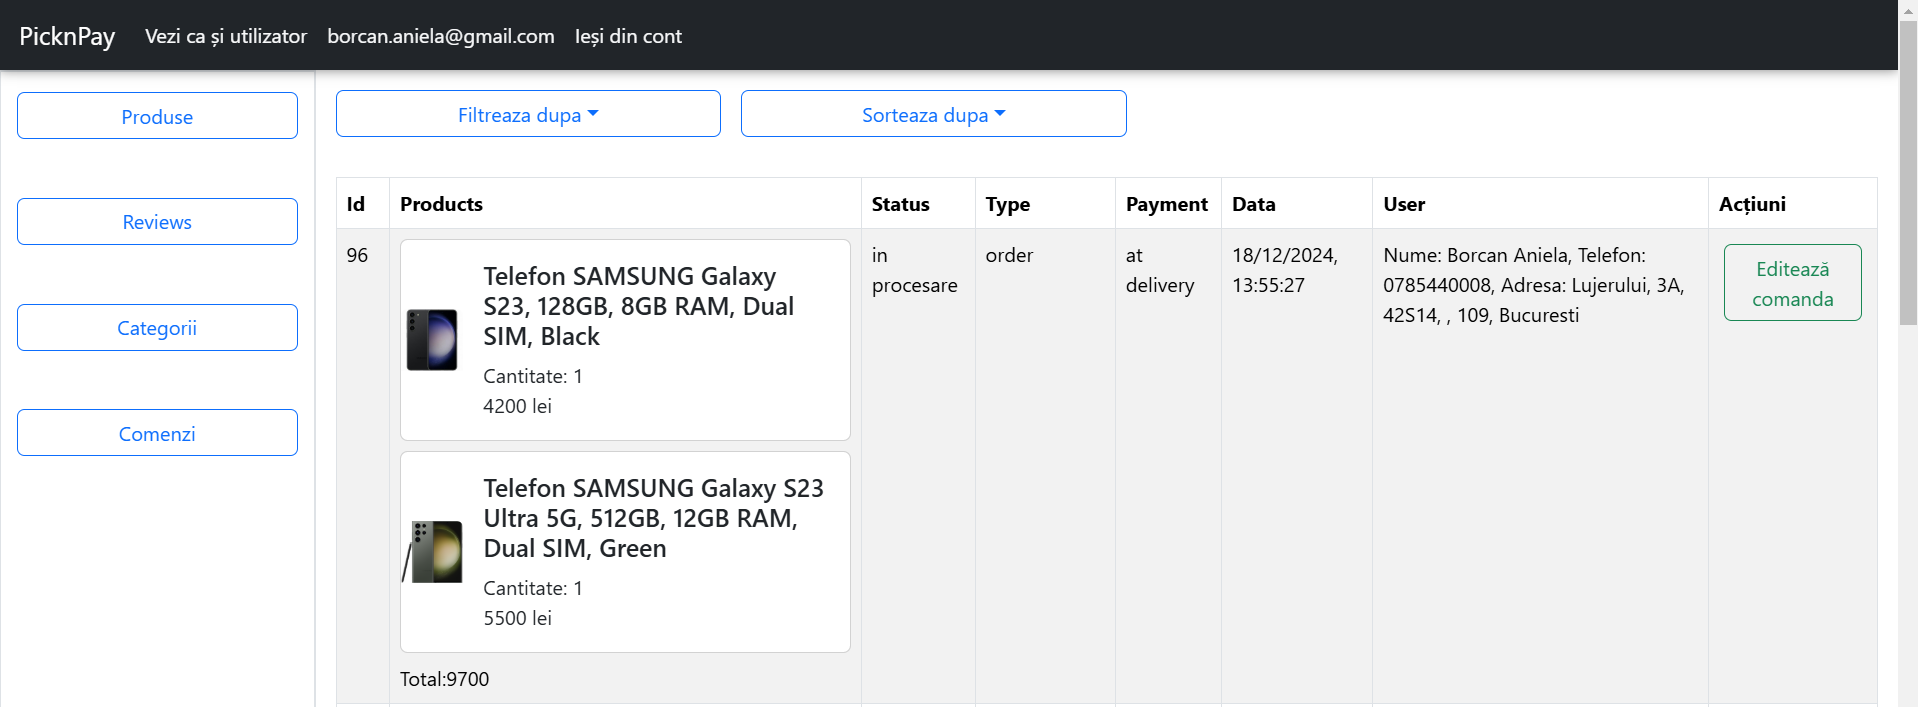 PicknPay Vezi ca și utilizator borcan.aniela@gmail.com Ieși din cont
Produse
Reviews
Categorii
Comenzi
Filtreaza dupa Sorteaza dupa
Id Products Status Type Payment Data User Acțiuni
96
Telefon SAMSUNG Galaxy
S23, 128GB, 8GB RAM, Dual
SIM, Black
Cantitate: 1
4200 lei
Telefon SAMSUNG Galaxy S23
Ultra 5G, 512GB, 12GB RAM,
Dual SIM, Green
Cantitate: 1
5500 lei
Total:9700
in
procesare
order
at
delivery
18/12/2024,
13:55:27
Nume: Borcan Aniela, Telefon:
0785440008, Adresa: Lujerului, 3A,
42S14, , 109, Bucuresti
Editează
comanda